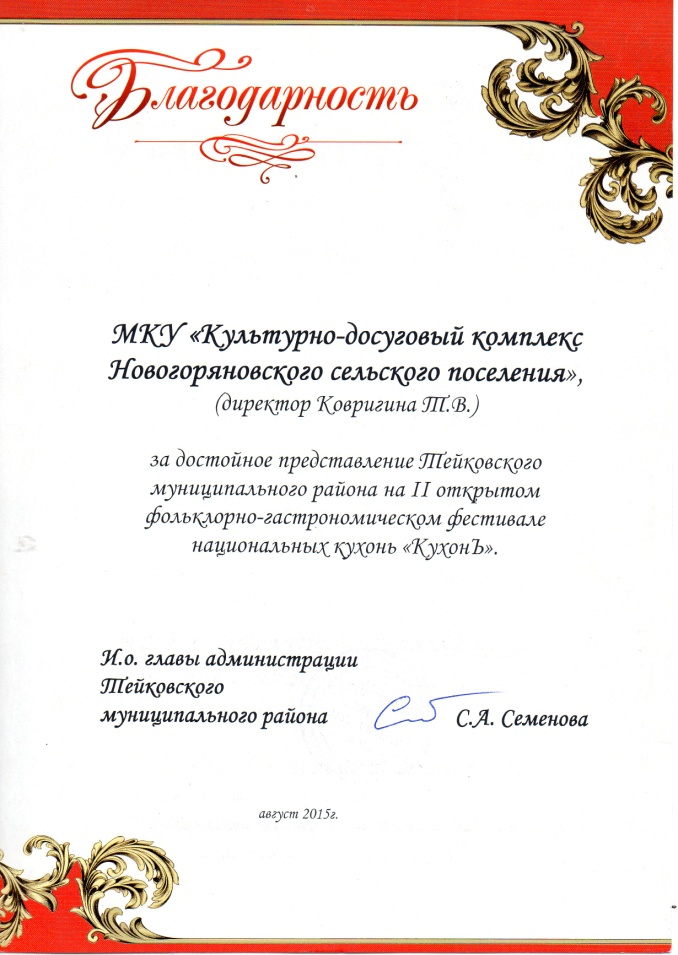 Благодарность
МКУ «Культурно-досуговый комплекс
Новогоряновского сельского поселения»,
(директор Ковригина Т.В.)
за достойное представление Тейковского
муниципального района на II открытом
фольклорно-гастрономическом фестивале
национальных кухонь «КухонЪ».
И.о. главы администрации
Тейковского
муниципального района С.А. Семенова
август 2015г.